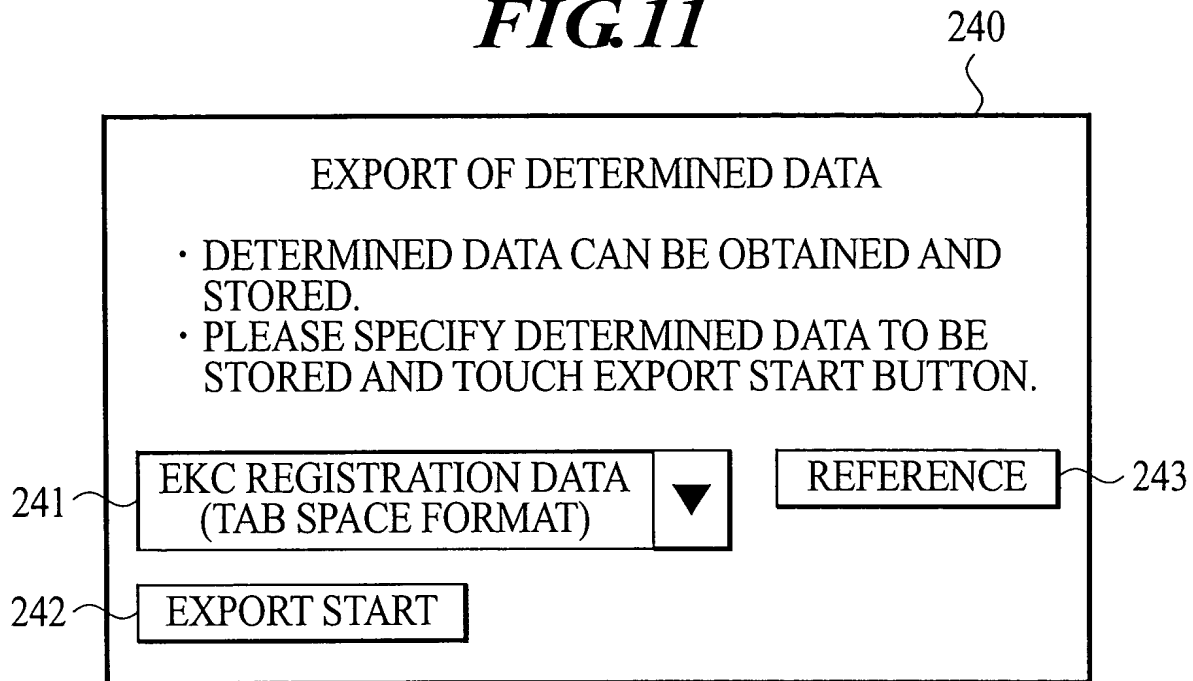 FIG.11
240
EXPORT OF DETERMINED DATA
・DETERMINED DATA CAN BE OBTAINED AND
STORED.
・PLEASE SPECIFY DETERMINED DATA TO BE
STORED AND TOUCH EXPORT START BUTTON.
241
EKC REGISTRATION DATA
(TAB SPACE FORMAT)
▼
REFERENCE
243
242
EXPORT START